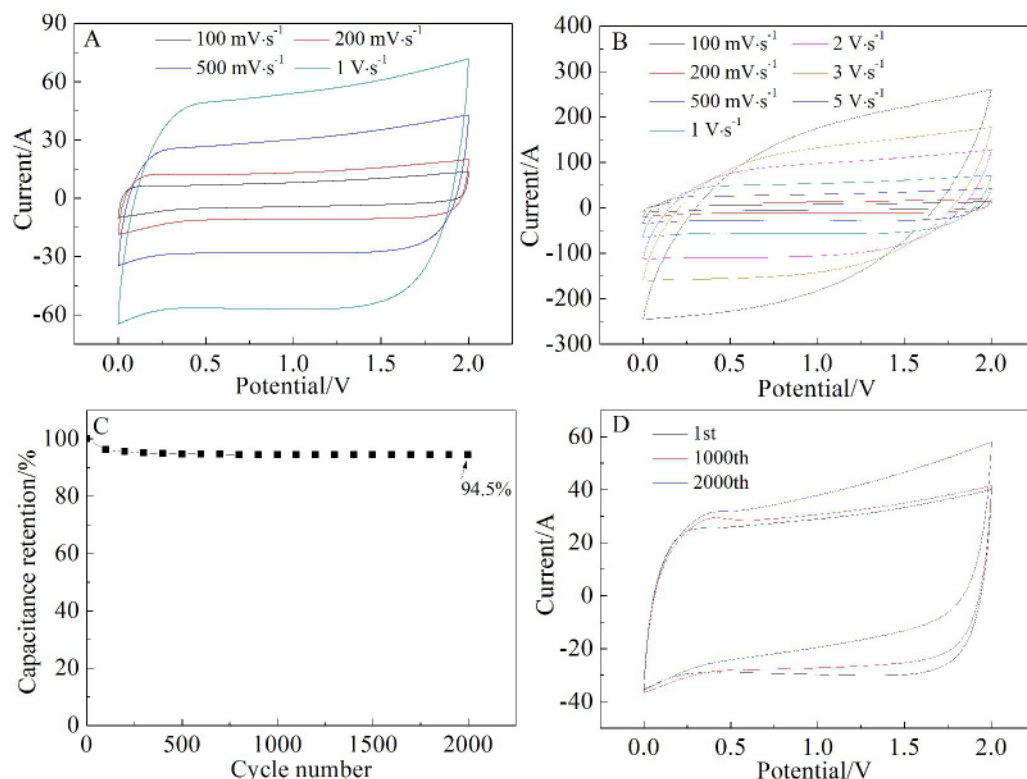 A
100 mV·s⁻¹ 200 mV·s⁻¹
500 mV·s⁻¹ 1 V·s⁻¹
90
60
30
0
-30
-60
Current/A
0.0 0.5 1.0 1.5 2.0
Potential/V
B
100 mV·s⁻¹ 2 V·s⁻¹
200 mV·s⁻¹ 3 V·s⁻¹
500 mV·s⁻¹ 5 V·s⁻¹
1 V·s⁻¹
400
300
200
100
0
-100
-200
-300
Current/A
0.0 0.5 1.0 1.5 2.0
Potential/V
C
100
80
60
40
20
0
Capacitance retention/%
94.5%
0 500 1000 1500 2000
Cycle number
D
1st
1000th
2000th
60
40
20
0
-20
-40
Current/A
0.0 0.5 1.0 1.5 2.0
Potential/V